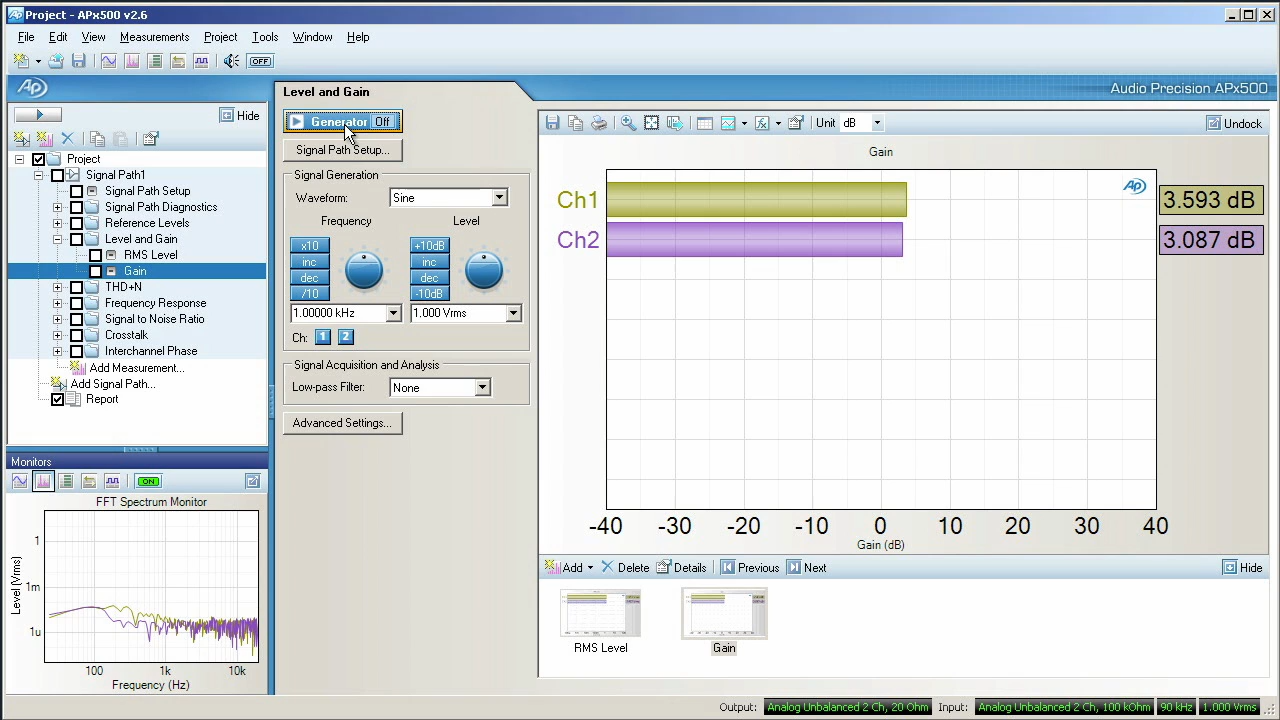 Project - APx500 v2.6
File Edit View Measurements Project Tools Window Help
OFF
AP
Audio Precision APx500
Hide
Project
Signal Path1
Signal Path Setup
Signal Path Diagnostics
Reference Levels
Level and Gain
RMS Level
Gain
THD+N
Frequency Response
Signal to Noise Ratio
Crosstalk
Interchannel Phase
Add Measurement...
Add Signal Path...
Report
Monitors
ON
FFT Spectrum Monitor
Level (Vrms)
1
1m
1u
100 1k 10k
Frequency (Hz)
Level and Gain
Generator Off
Signal Path Setup...
Signal Generation
Waveform: Sine
Frequency Level
x10 +10dB
inc inc
dec dec
/10 -10dB
1.00000 kHz 1.000 Vrms
Ch: 1 2
Signal Acquisition and Analysis
Low-pass Filter: None
Advanced Settings...
Unit dB Undock
Gain
AP
Ch1 3.593 dB
Ch2 3.087 dB
-40 -30 -20 -10 0 10 20 30 40
Gain (dB)
Add Delete Details Previous Next Hide
RMS Level Gain
Output: Analog Unbalanced 2 Ch, 20 Ohm Input: Analog Unbalanced 2 Ch, 100 kOhm 90 kHz 1.000 Vrms